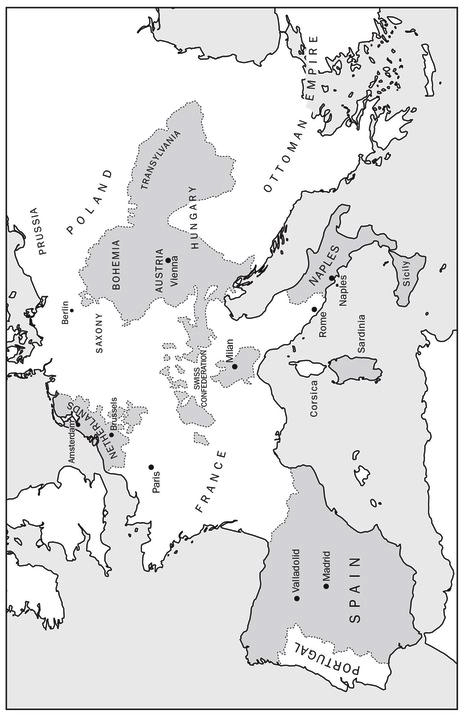 PRUSSIA
POLAND
Berlin
SAXONY
BOHEMIA
TRANSYLVANIA
AUSTRIA
Vienna
HUNGARY
OTTOMAN EMPIRE
Amsterdam
NETHERLANDS
Brussels
Paris
FRANCE
SWISS
CONFEDERATION
Milan
NAPLES
Naples
Rome
Sicily
Sardinia
Corsica
Valladolid
Madrid
SPAIN
PORTUGAL